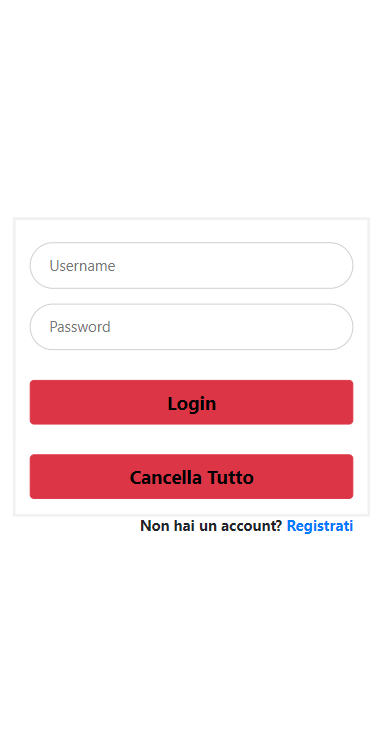 Username
Password
Login
Cancella Tutto
Non hai un account? Registrati